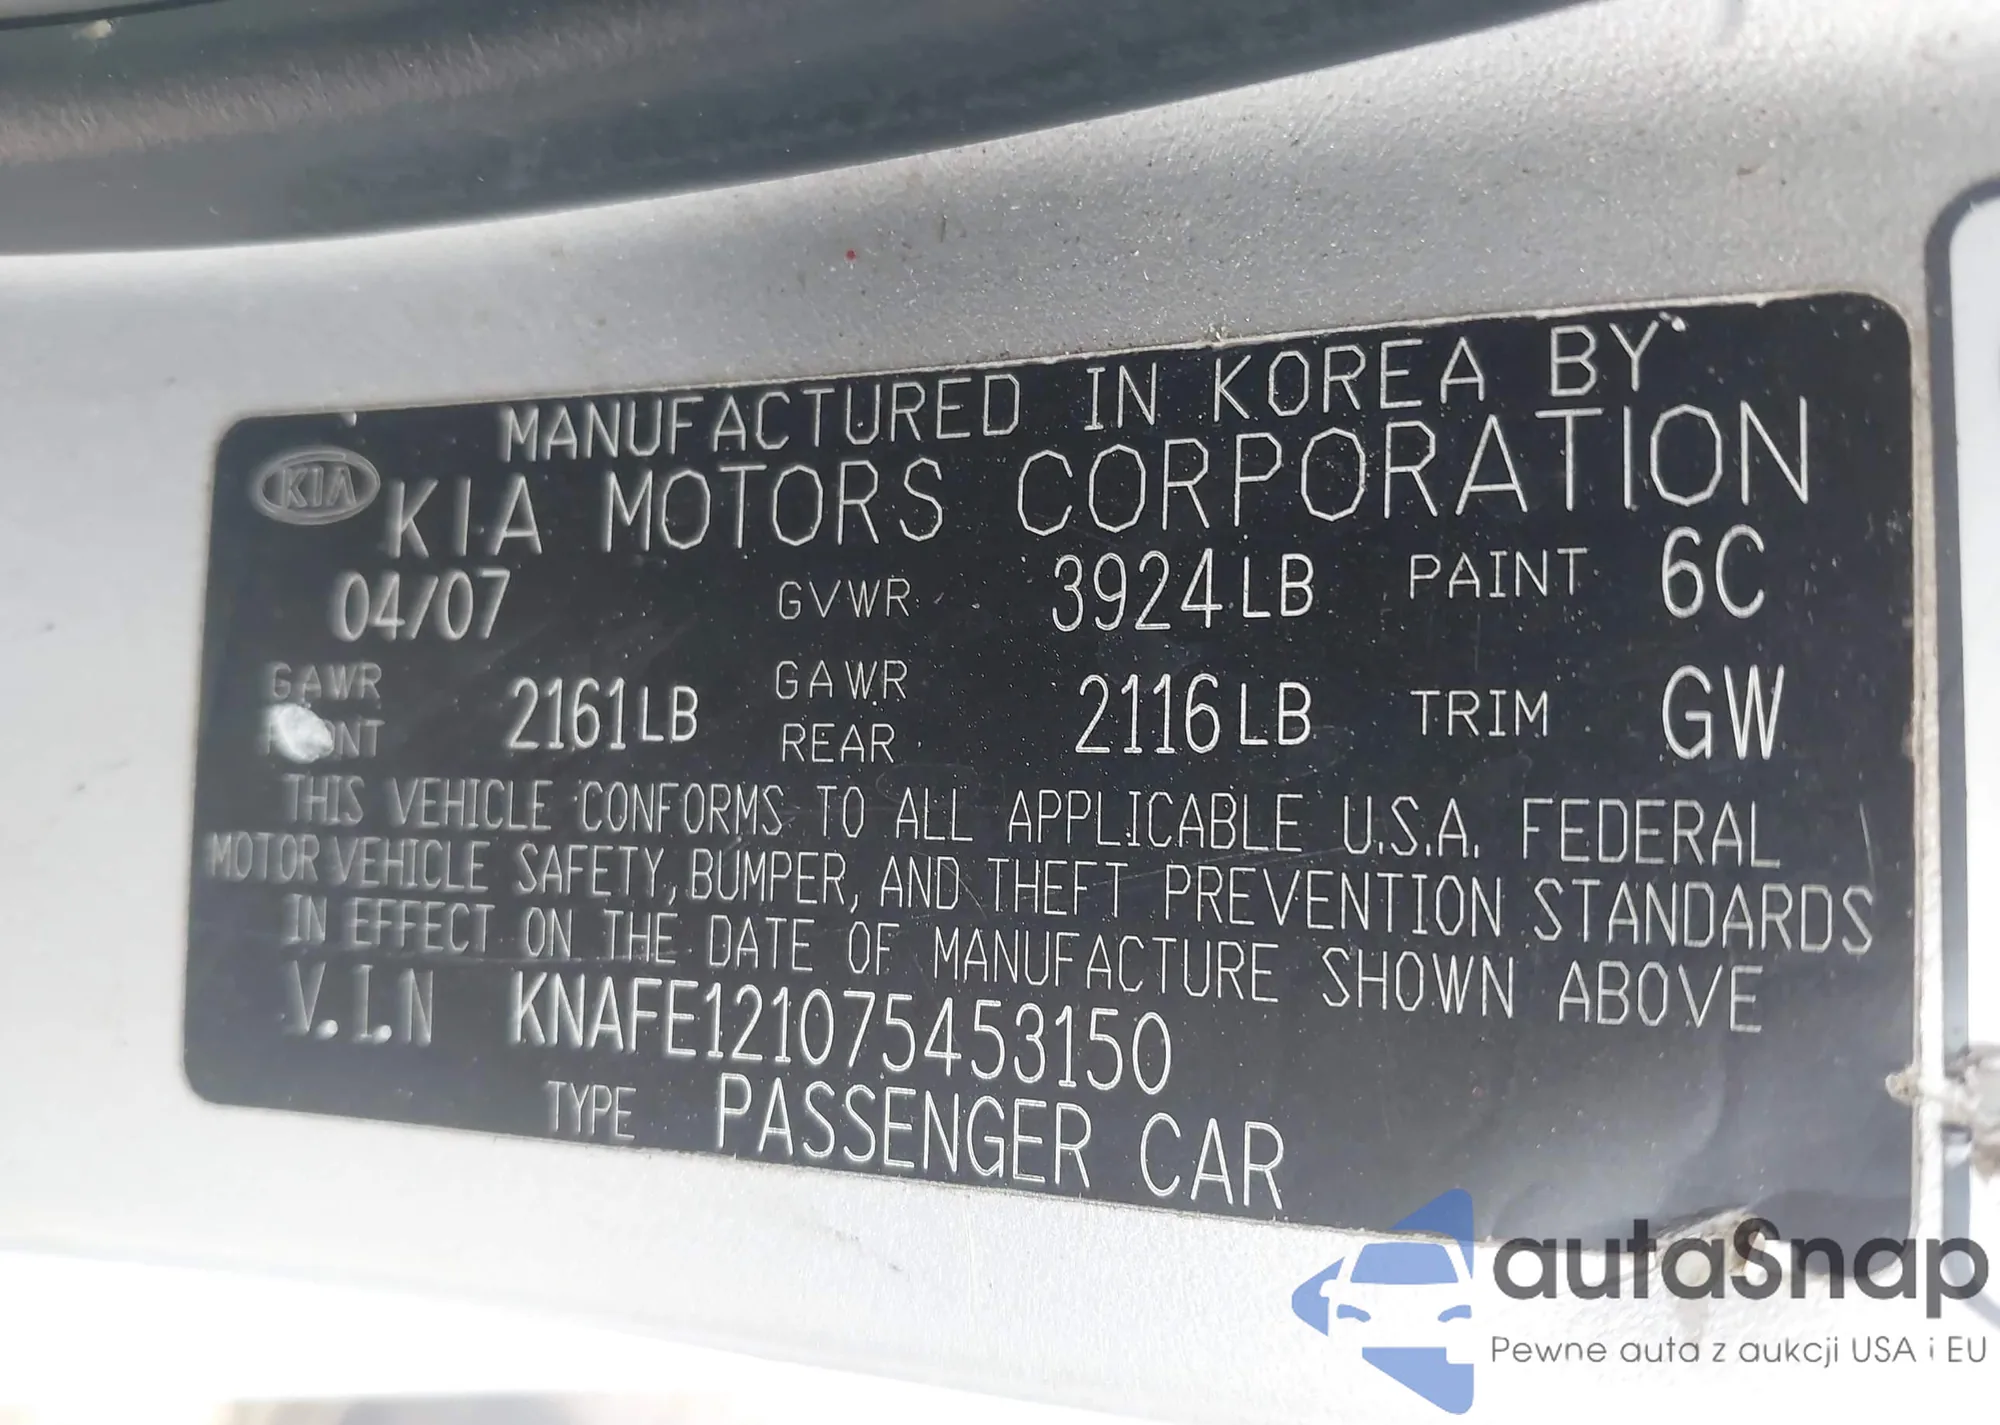 MANUFACTURED IN KOREA BY
KIA KIA MOTORS CORPORATION
04/07 GVWR 3924LB PAINT 6C
GAWR FRONT 2161LB GAWR REAR 2116LB TRIM GW
THIS VEHICLE CONFORMS TO ALL APPLICABLE U.S.A. FEDERAL
MOTOR VEHICLE SAFETY, BUMPER, AND THEFT PREVENTION STANDARDS
IN EFFECT ON THE DATE OF MANUFACTURE SHOWN ABOVE
V.I.N KNAFE121075453150
TYPE PASSENGER CAR
autaSnap
Pewne auta z aukcji USA i EU